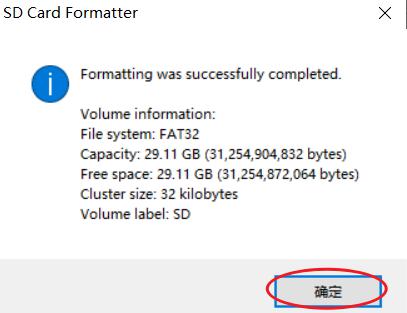 SD Card Formatter
Formatting was successfully completed.
Volume information:
File system: FAT32
Capacity: 29.11 GB (31,254,904,832 bytes)
Free space: 29.11 GB (31,254,872,064 bytes)
Cluster size: 32 kilobytes
Volume label: SD
确定